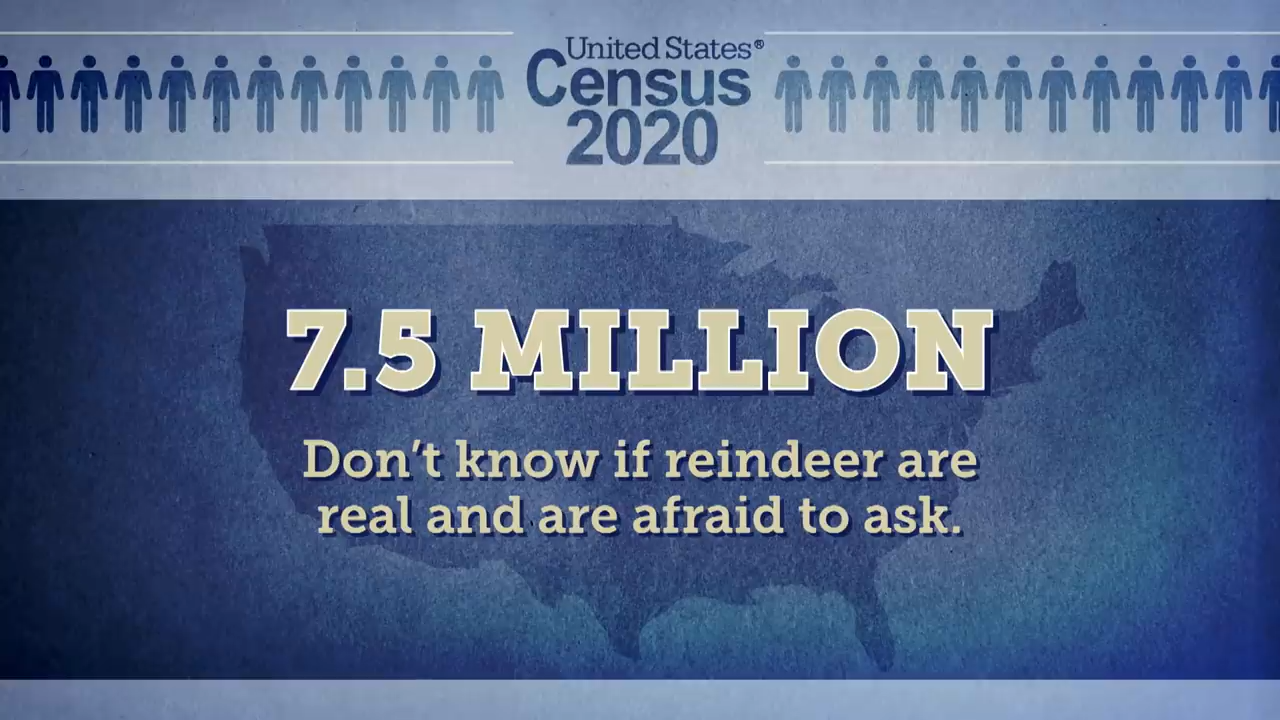 United States®
Census
2020
7.5 MILLION
Don't know if reindeer are
real and are afraid to ask.